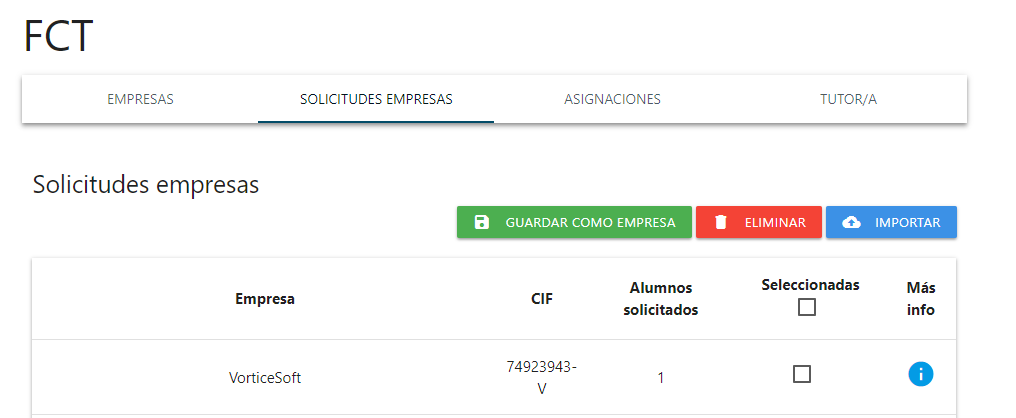 FCT
EMPRESAS SOLICITUDES EMPRESAS ASIGNACIONES TUTOR/A
Solicitudes empresas
GUARDAR COMO EMPRESA ELIMINAR IMPORTAR
Empresa CIF Alumnos solicitados Seleccionadas Más info
VorticeSoft 74923943-V 1